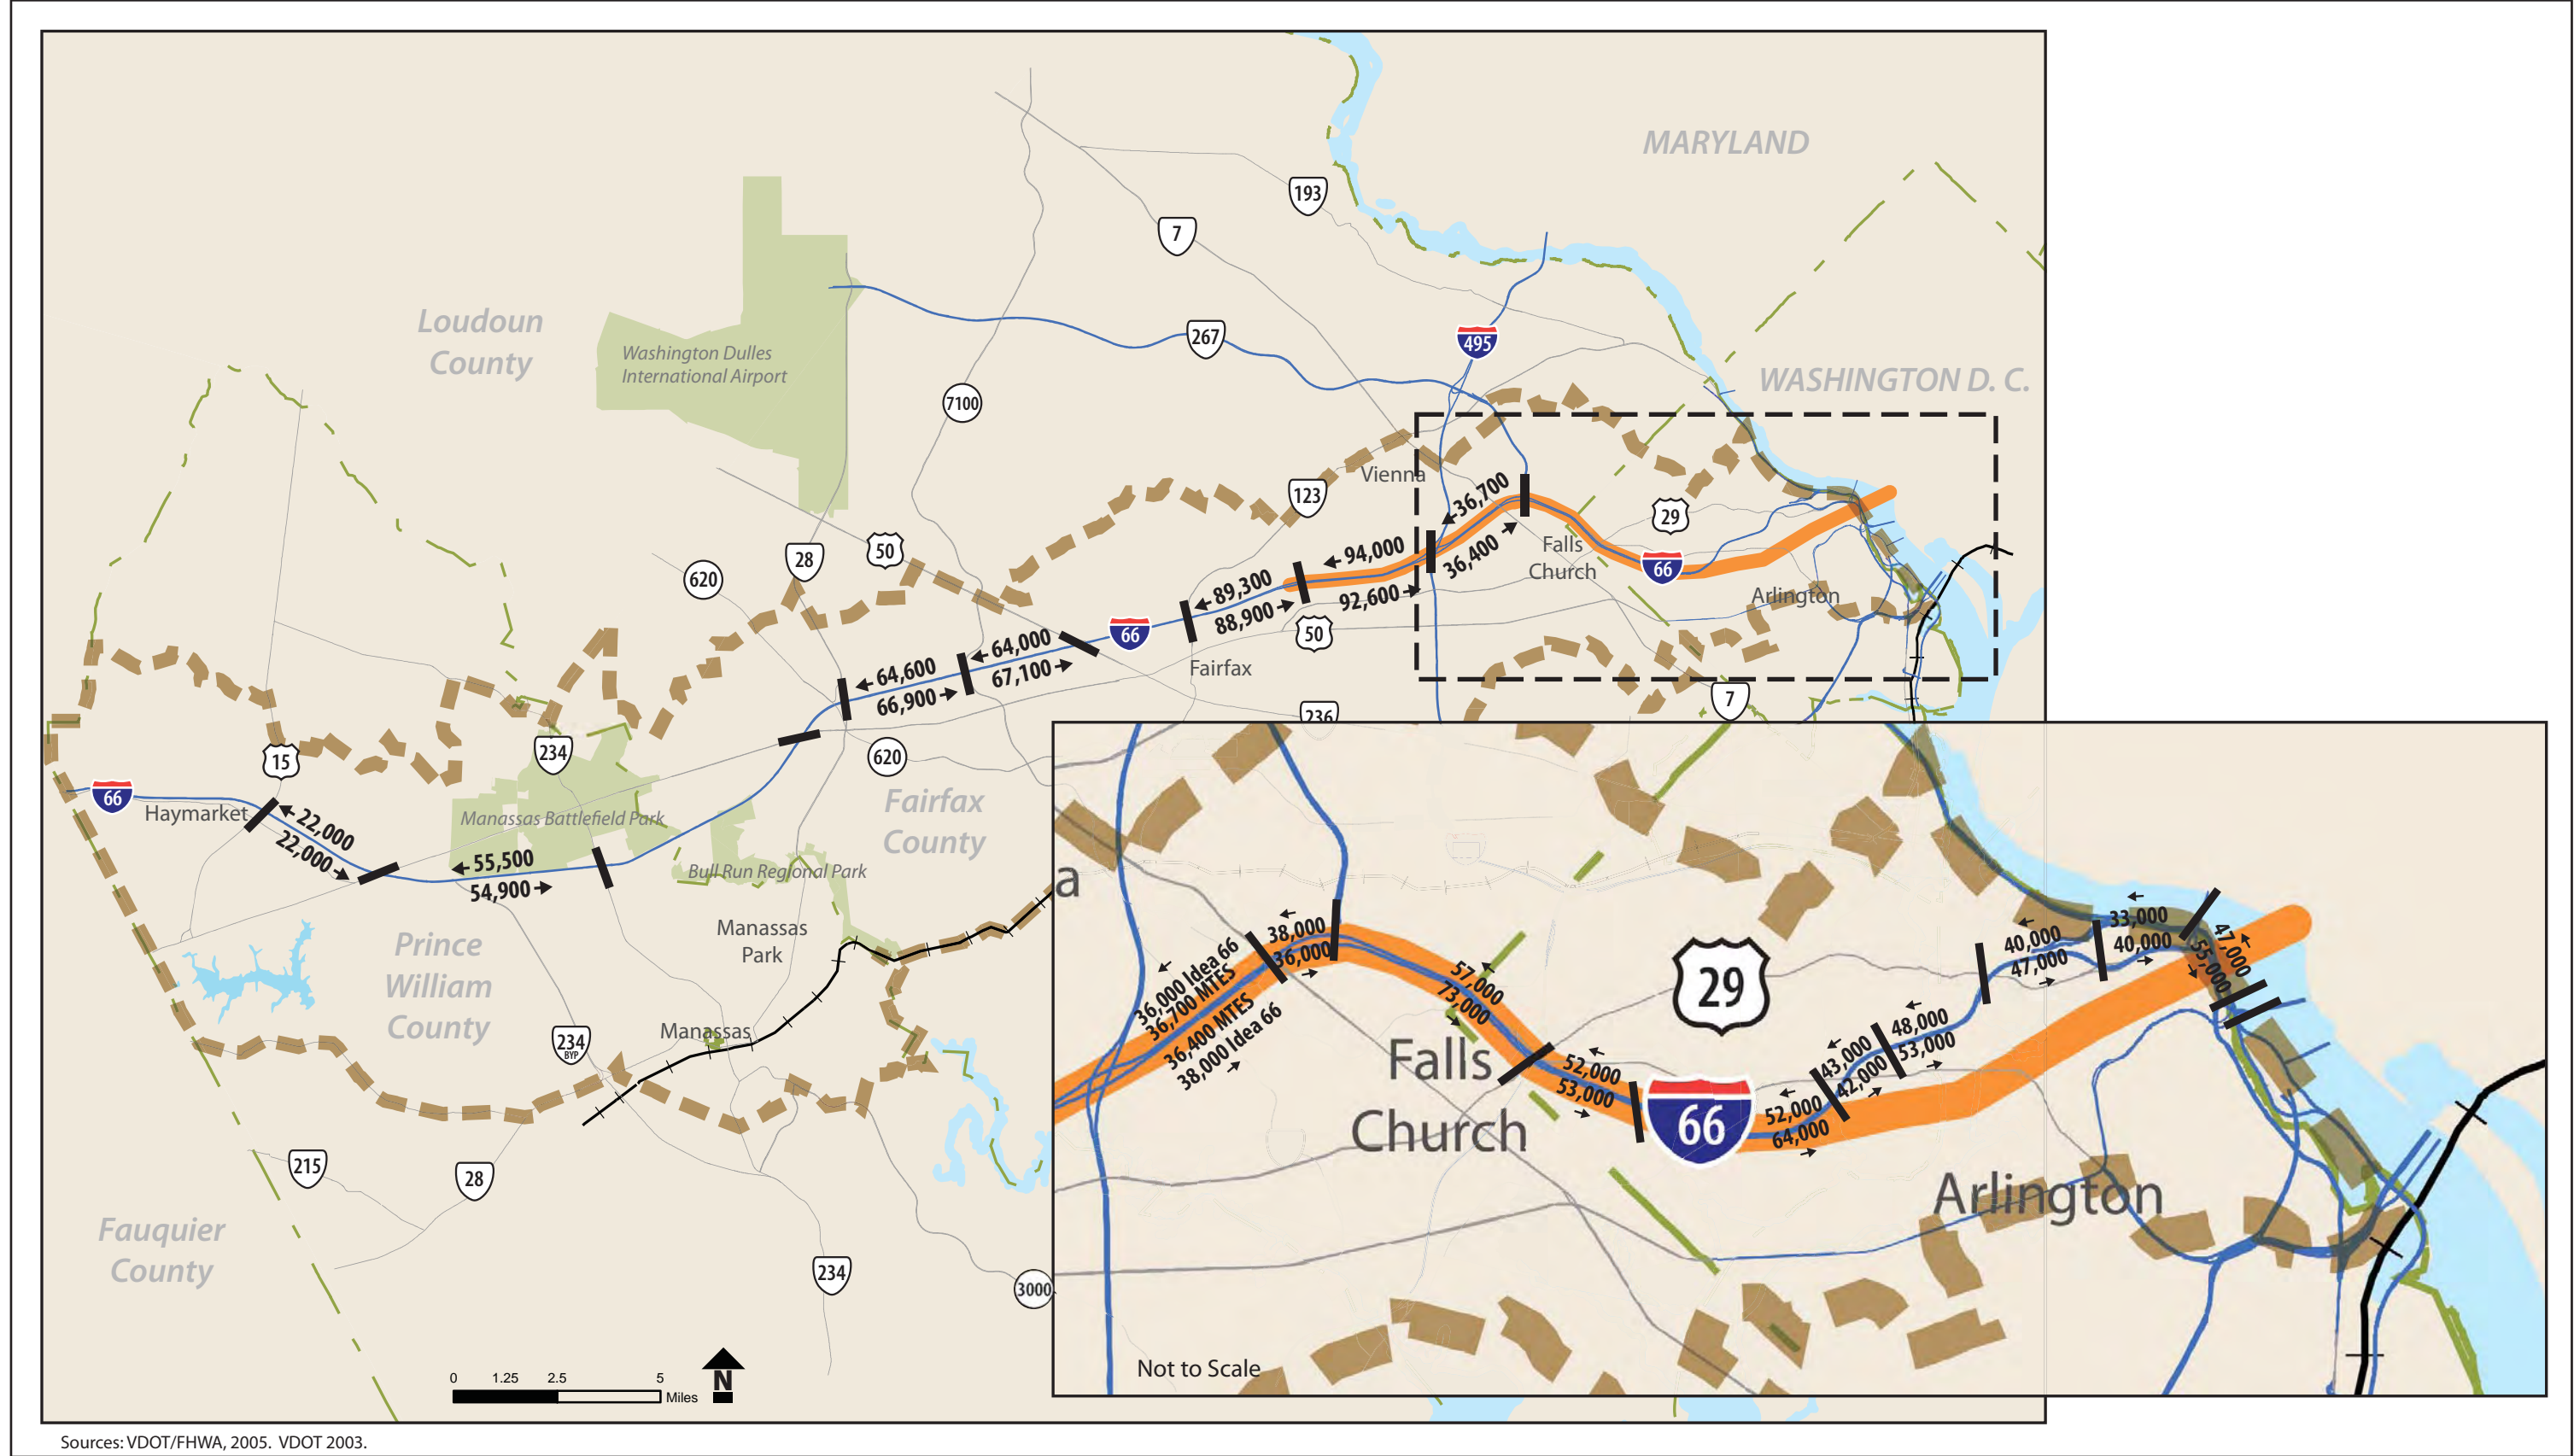 MARYLAND
193
7
Loudoun
County
Washington Dulles
International Airport
267
495
WASHINGTON D. C.
7100
Vienna
123
36,700
29
28
50
94,000
36,400
Falls
Church
66
620
89,300
92,600
Arlington
88,900
50
64,000
66
67,100
Fairfax
64,600
66,900
7
236
234
620
15
66
Haymarket
22,000
22,000
Manassas Battlefield Park
Fairfax
County
55,500
54,900
Bull Run Regional Park
Manassas
Park
Prince
William
County
234
BYP
Manassas
215
28
Fauquier
County
234
3000
0 1.25 2.5 5
Miles
N
a
38,000
36,000
36,000 Idea 66
36,700 MTES
36,400 MTES
38,000 Idea 66
57,000
73,000
29
33,000
40,000
40,000
47,000
47,000
55,000
Falls
Church
52,000
53,000
66
48,000
53,000
43,000
42,000
52,000
64,000
Arlington
Not to Scale
Sources: VDOT/FHWA, 2005. VDOT 2003.